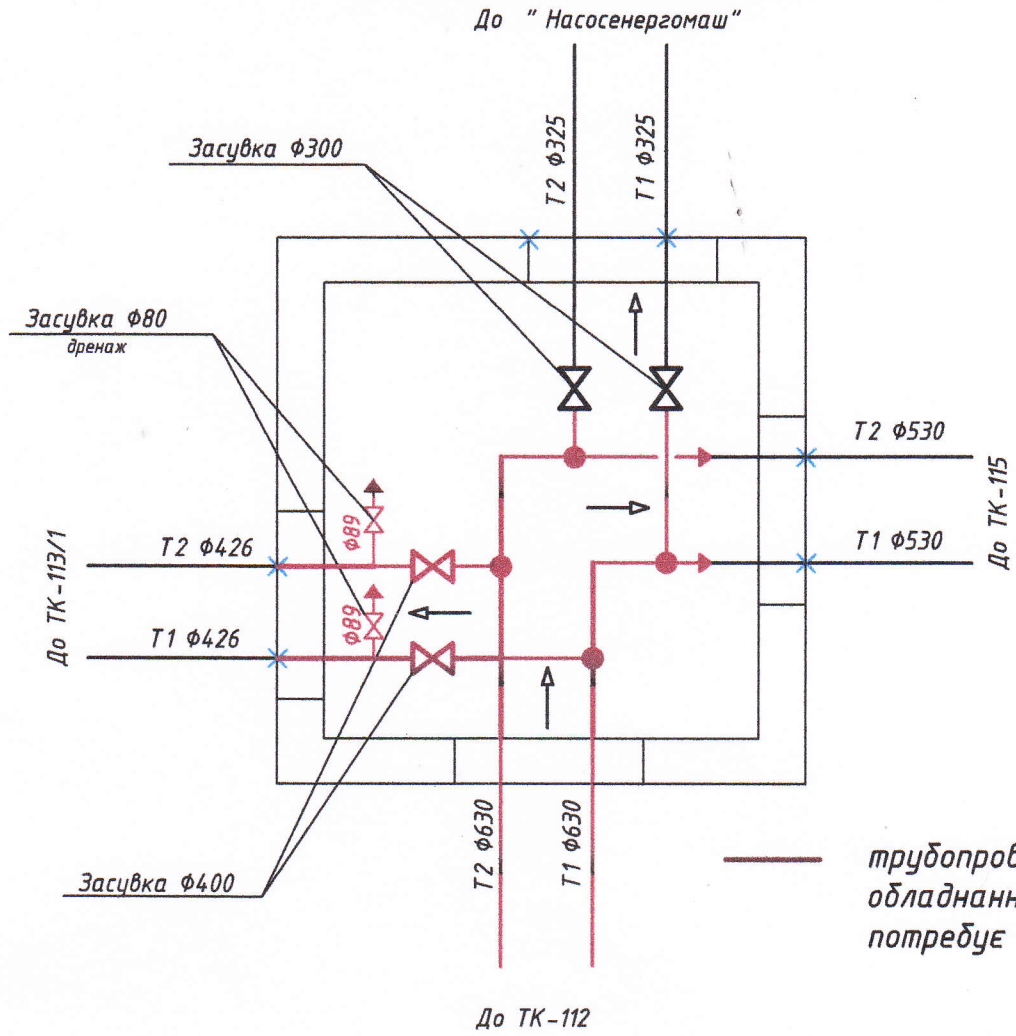 До " Насосенергомаш"
Засувка Ф300
Т2 Ф325
Т1 Ф325
Засувка Ф80
дренаж
Т2 Ф530
До ТК-115
Т1 Ф530
Ф89
Т2 Ф426
До ТК-113/1
Ф89
Т1 Ф426
Т2 Ф630
Т1 Ф630
Засувка Ф400
обладнанн
потребує
До ТК-112